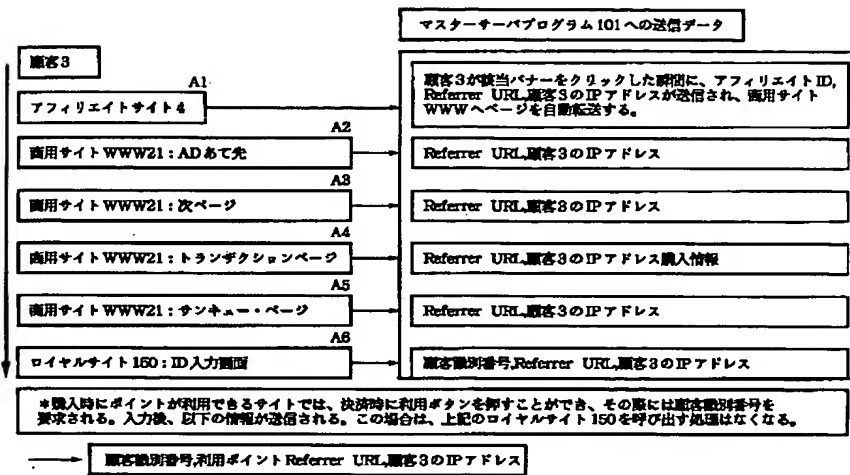 マスターサーバプログラム101への送信データ
顧客3
A1
アフィリエイトサイト4
顧客3が該当バナーをクリックした瞬間に、アフィリエイトID,
Referrer URL,顧客3のIPアドレスが送信され、商用サイト
WWWへページを自動転送する。
A2
商用サイトWWW21:ADあて先
Referrer URL,顧客3のIPアドレス
A3
商用サイトWWW21:次ページ
Referrer URL,顧客3のIPアドレス
A4
商用サイトWWW21:トランザクションページ
Referrer URL,顧客3のIPアドレス購入情報
A5
商用サイトWWW21:サンキュー・ページ
Referrer URL,顧客3のIPアドレス
A6
ロイヤルサイト150:ID入力画面
顧客識別番号,Referrer URL,顧客3のIPアドレス
*購入時にポイントが利用できるサイトでは、決済時に利用ボタンを押すことができ、その際には顧客識別番号を
要求される。入力後、以下の情報が送信される。この場合は、上記のロイヤルサイト150を呼び出す処理はなくなる。
顧客識別番号,利用ポイントReferrer URL,顧客3のIPアドレス